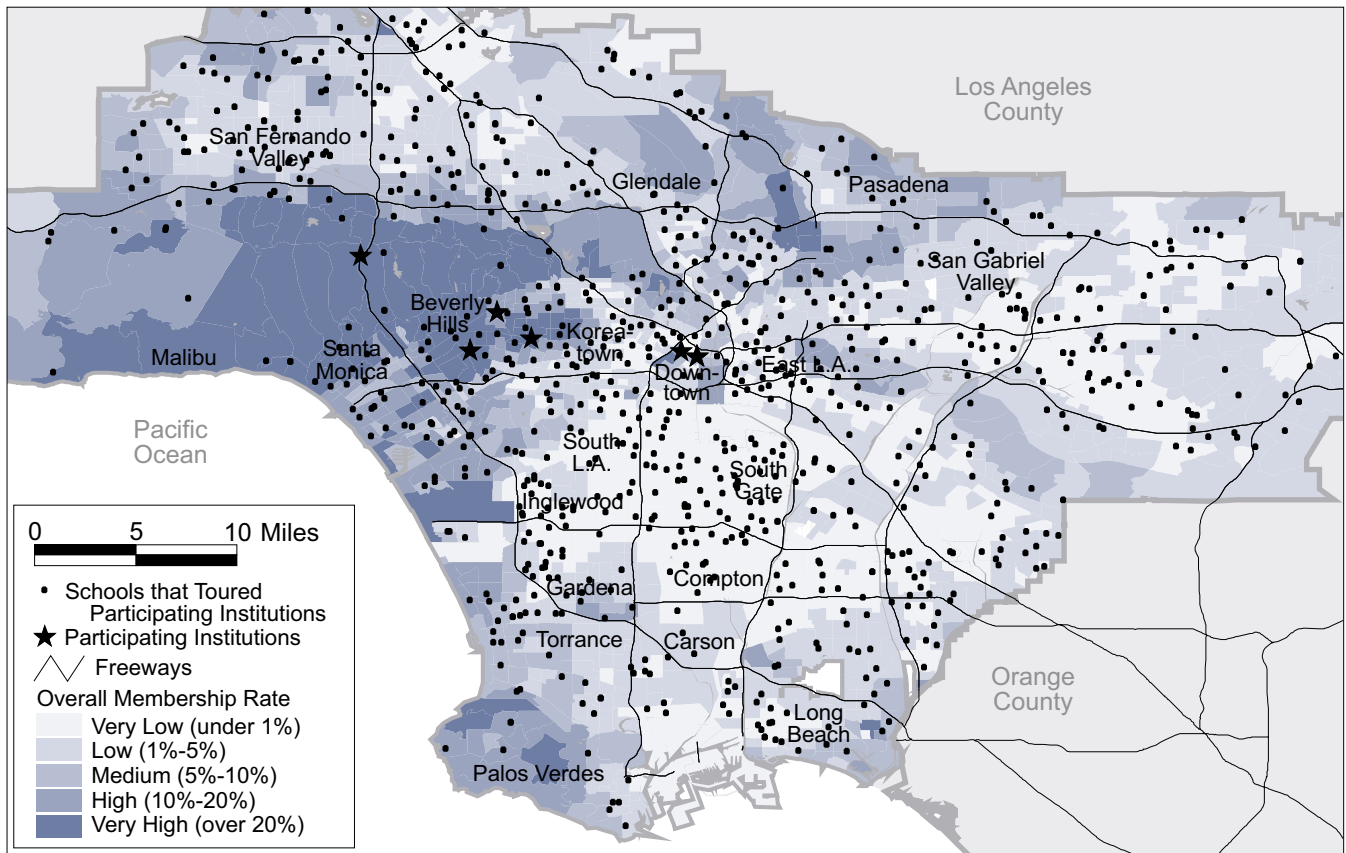 Los Angeles
County
San Fernando
Valley
Glendale
Pasadena
San Gabriel
Valley
Beverly
Hills
Korea-
town
Malibu
Santa
Monica
Down-
town
East L.A.
Pacific
Ocean
South
L.A.
South
Gate
Inglewood
Gardena
Compton
Torrance
Carson
Orange
County
Long
Beach
Palos Verdes
0 5 10 Miles
Schools that Toured
Participating Institutions
Participating Institutions
Freeways
Overall Membership Rate
Very Low (under 1%)
Low (1%-5%)
Medium (5%-10%)
High (10%-20%)
Very High (over 20%)